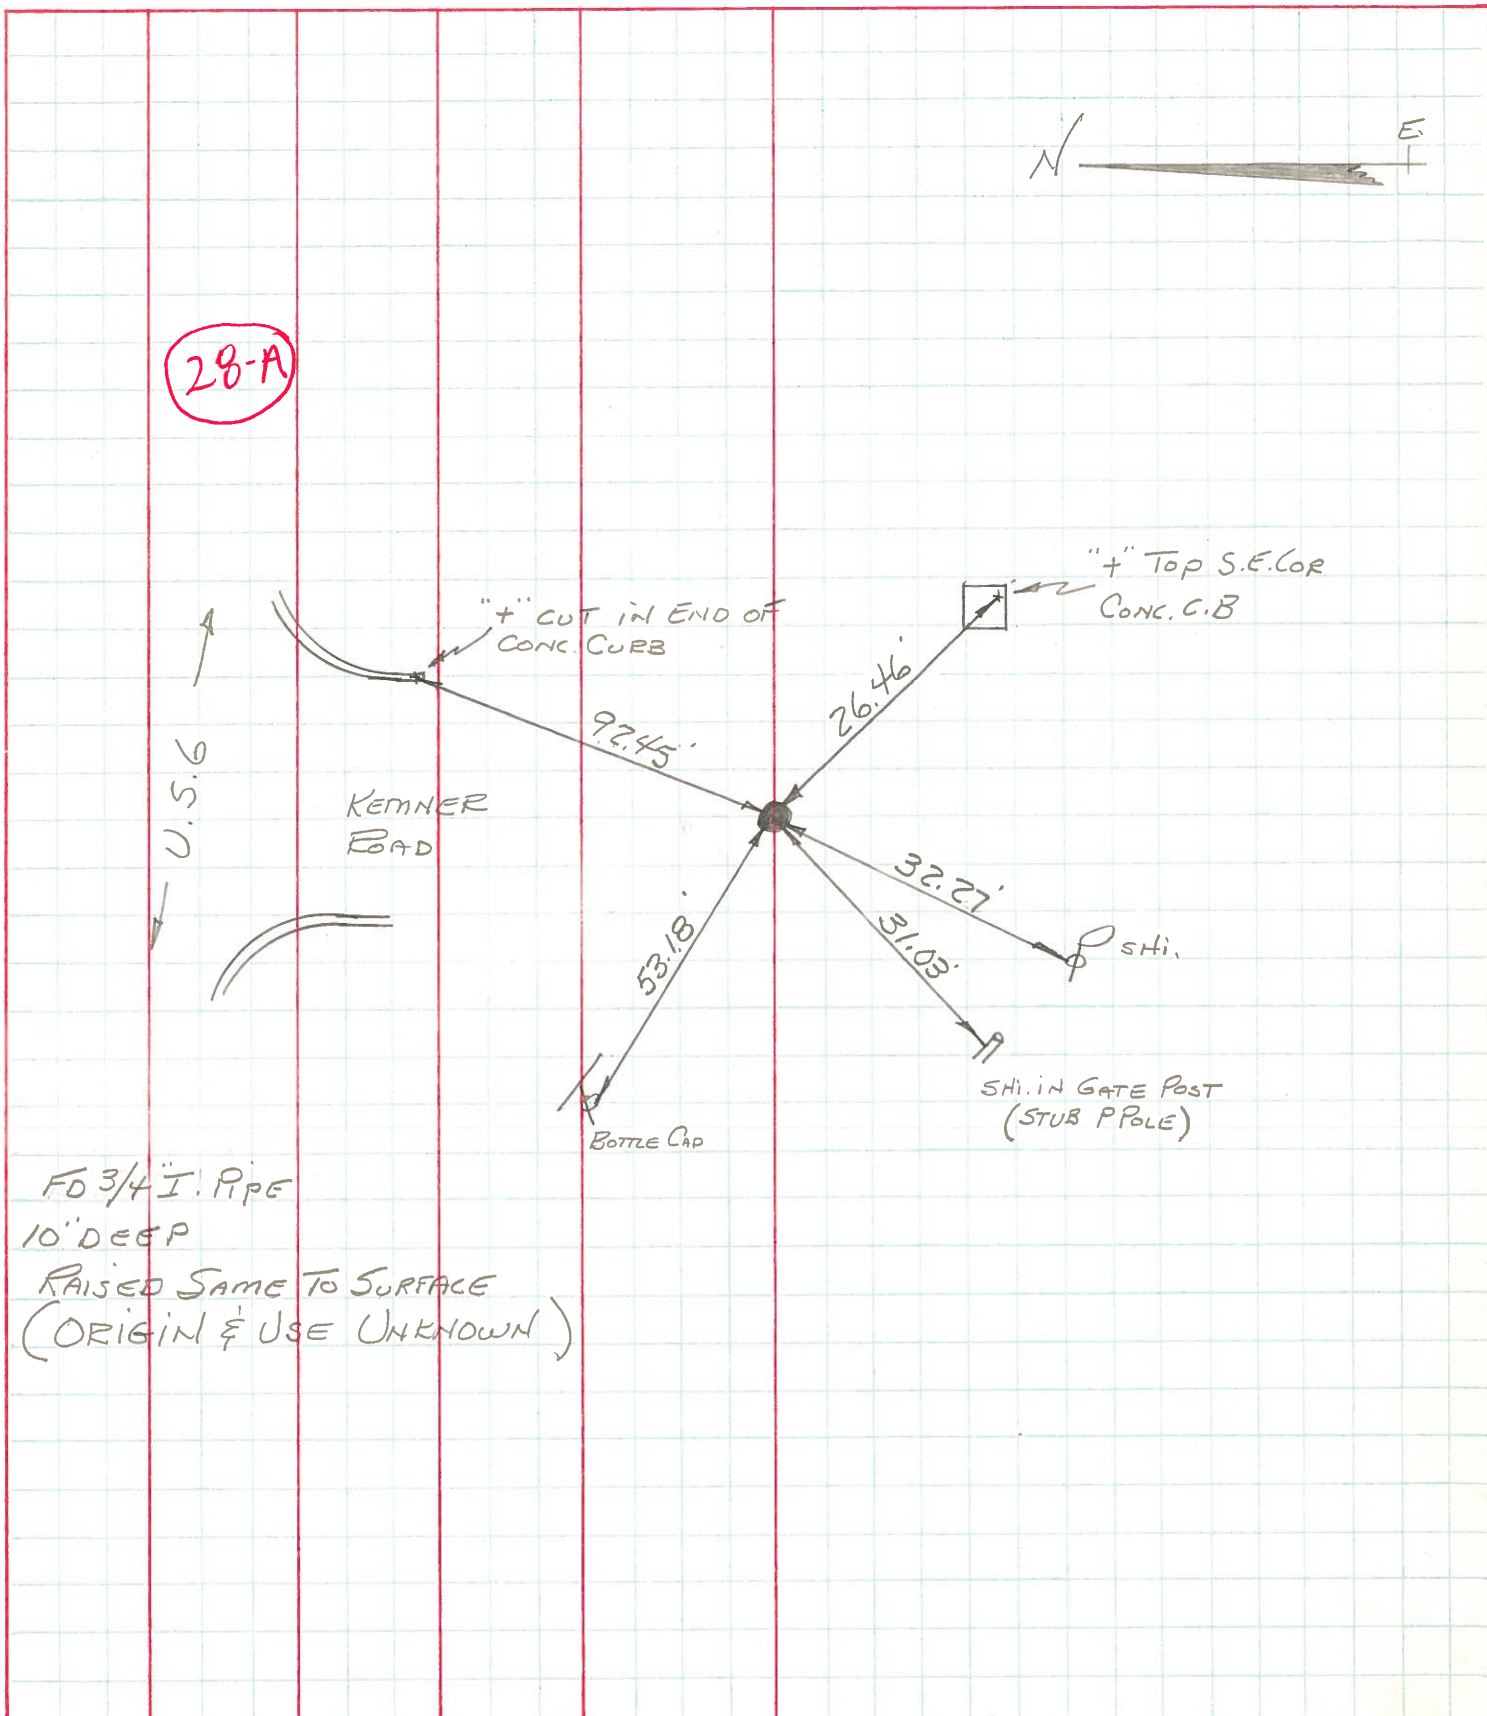 N
E.
28-A
"+" TOP S.E. COR
CONC. C.B
"+" CUT IN END OF
CONC. CURB
26.46'
92.45'
U.S. 6
KEMNER
ROAD
32.27'
31.03'
53.18'
SHI.
SHI. IN GATE POST
(STUB P POLE)
BOTTLE CAP
FD 3/4" I. PIPE
10" DEEP
RAISED SAME TO SURFACE
(ORIGIN & USE UNKNOWN)